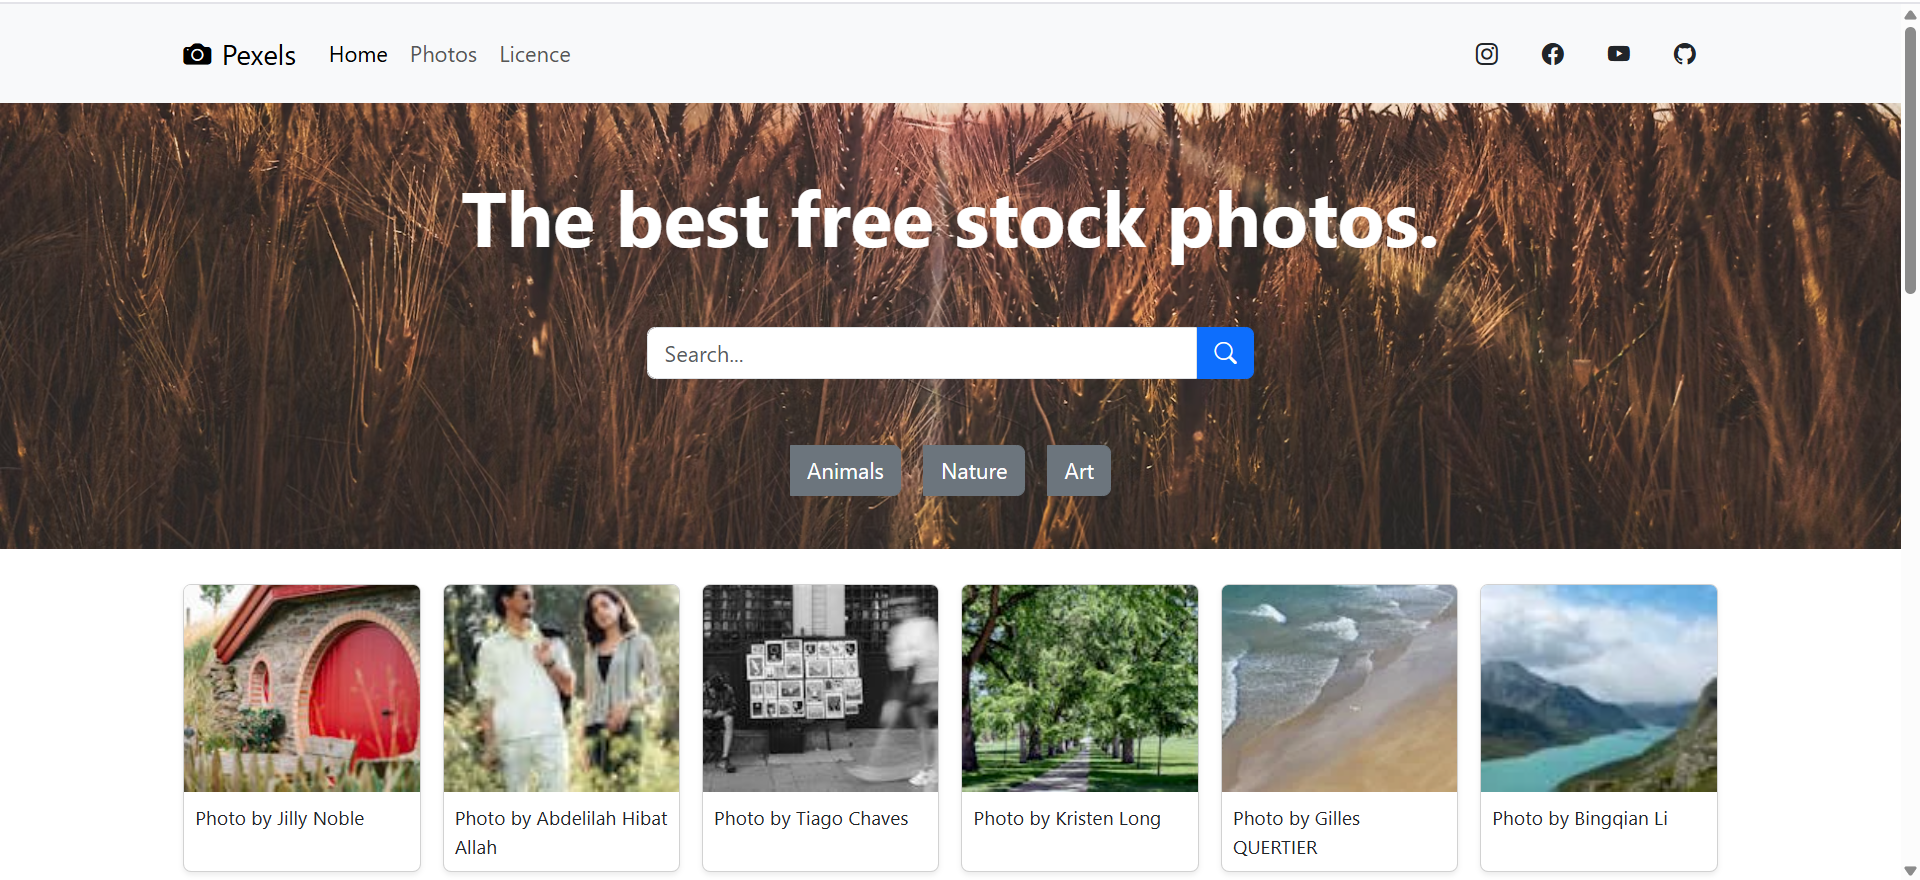 Pexels Home Photos Licence
The best free stock photos.
Search...
Animals Nature Art
Photo by Jilly Noble
Photo by Abdelilah Hibat
Allah
Photo by Tiago Chaves
Photo by Kristen Long
Photo by Gilles
QUERTIER
Photo by Bingqian Li